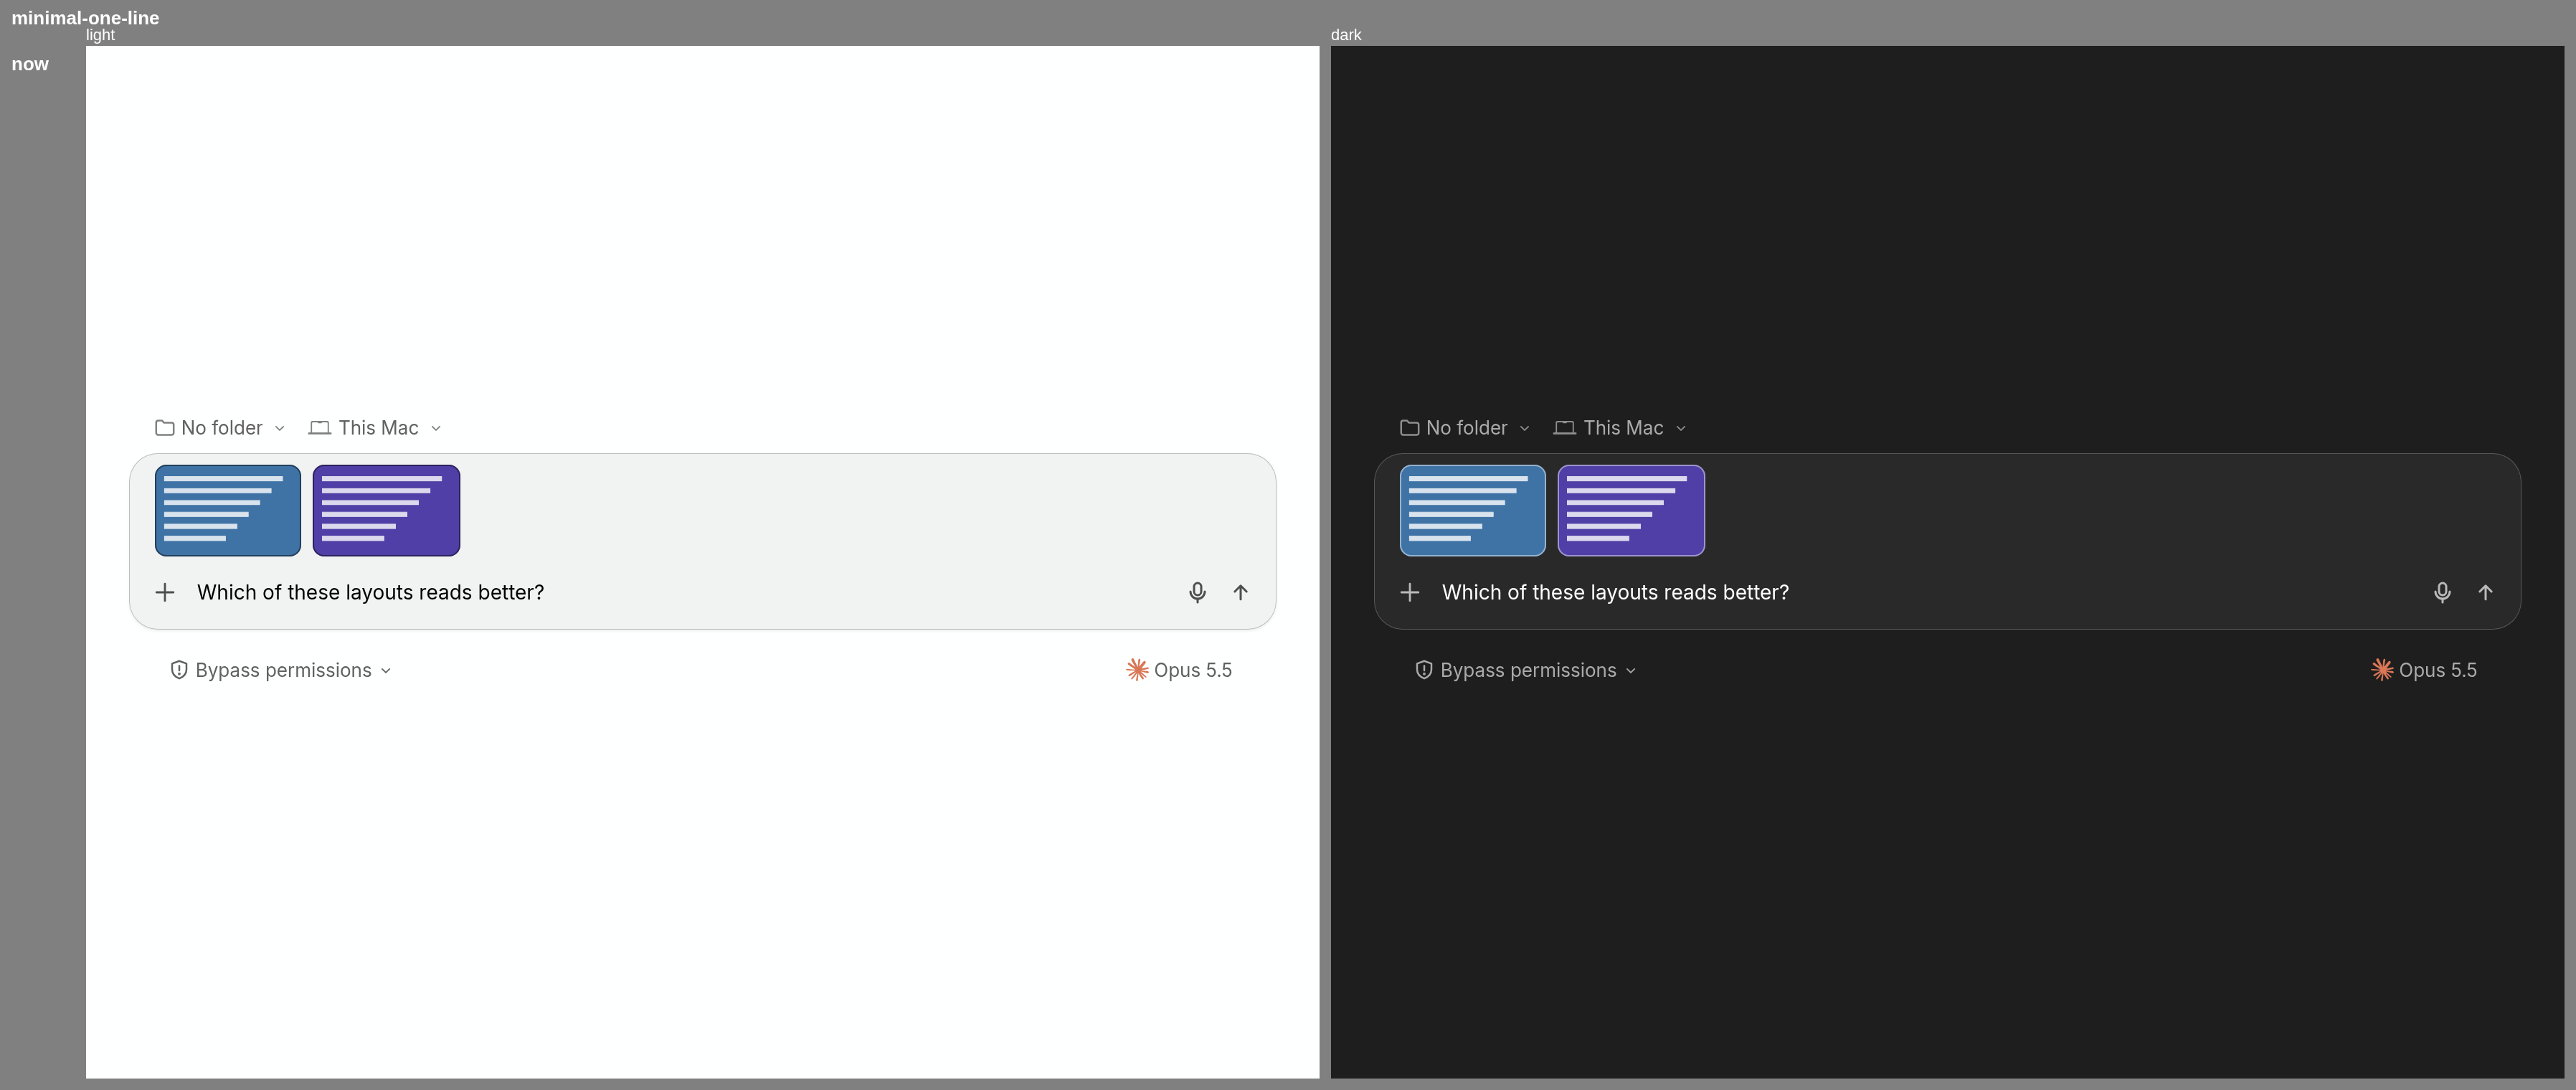 minimal-one-line
light
dark
now
No folder This Mac
Which of these layouts reads better?
Bypass permissions Opus 5.5
No folder This Mac
Which of these layouts reads better?
Bypass permissions Opus 5.5